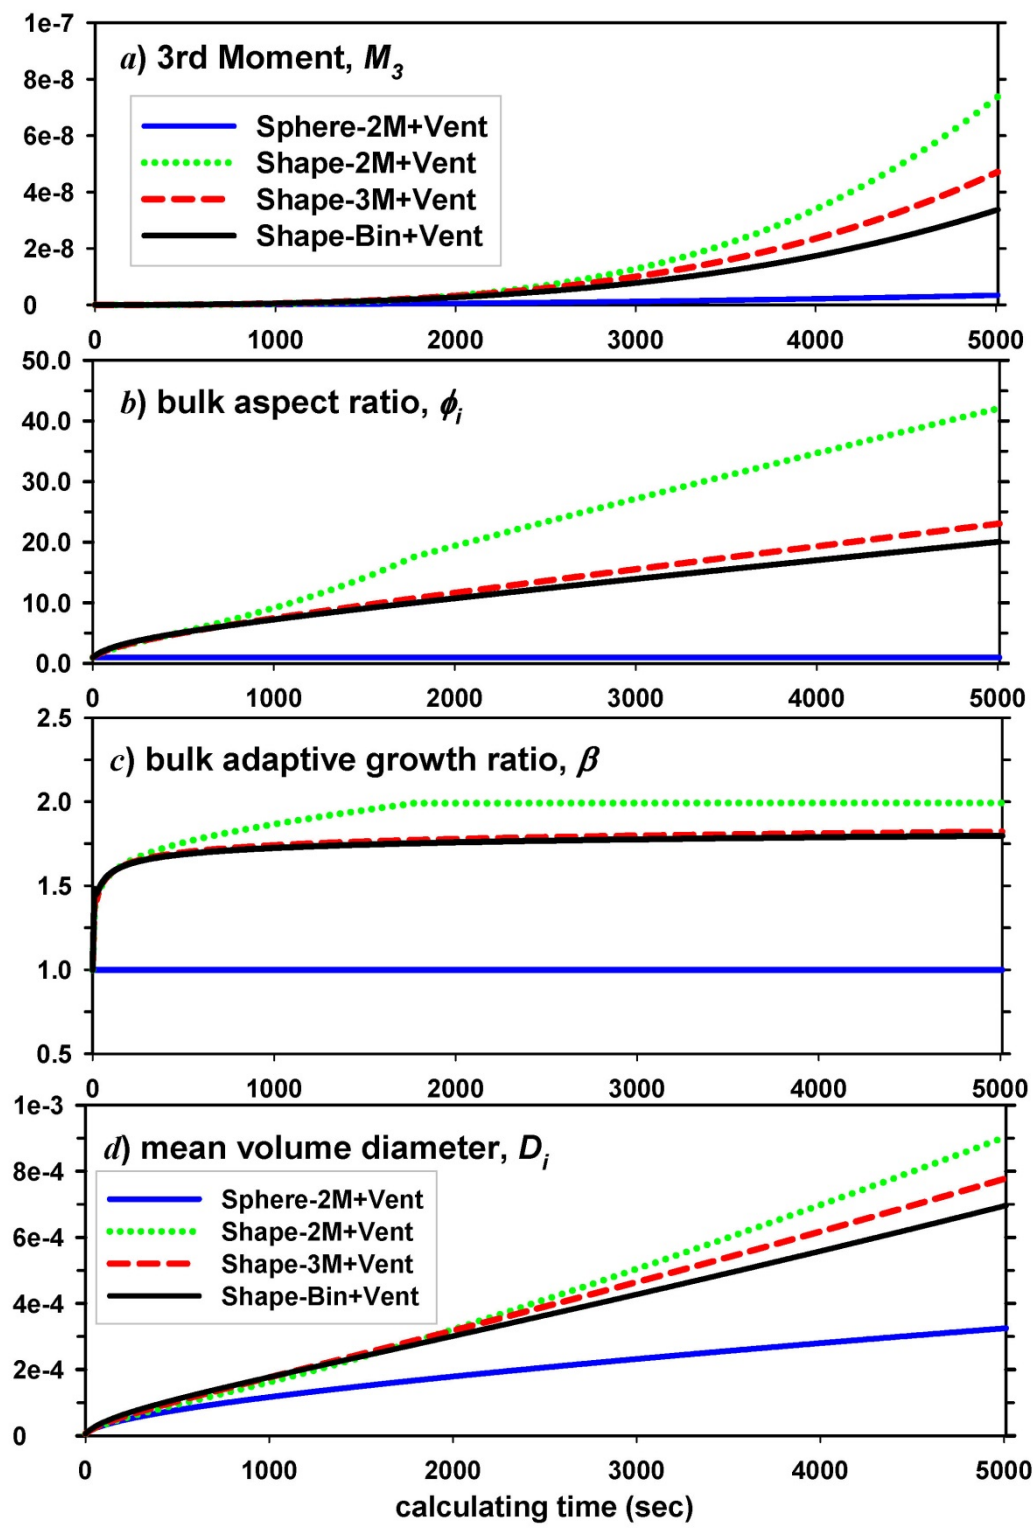 1e-7
a) 3rd Moment, M3
8e-8
Sphere-2M+Vent
6e-8
Shape-2M+Vent
4e-8
Shape-3M+Vent
2e-8
Shape-Bin+Vent
0
0 1000 2000 3000 4000 5000
50.0
b) bulk aspect ratio, ϕi
40.0
30.0
20.0
10.0
0.0
0 1000 2000 3000 4000 5000
2.5
c) bulk adaptive growth ratio, β
2.0
1.5
1.0
0.5
0 1000 2000 3000 4000 5000
1e-3
d) mean volume diameter, Di
8e-4
Sphere-2M+Vent
Shape-2M+Vent
6e-4
Shape-3M+Vent
Shape-Bin+Vent
4e-4
2e-4
0
0 1000 2000 3000 4000 5000
calculating time (sec)